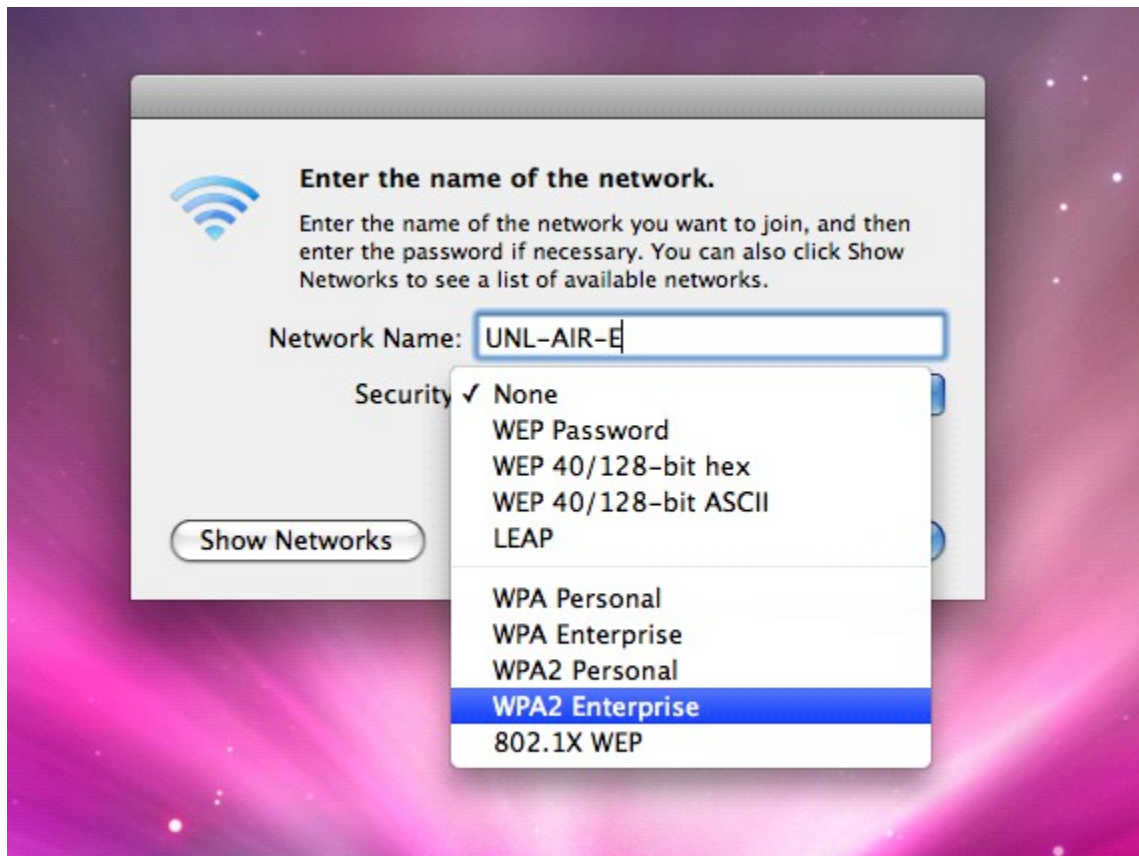 Enter the name of the network.
Enter the name of the network you want to join, and then
enter the password if necessary. You can also click Show
Networks to see a list of available networks.
Network Name: UNL-AIR-E
Security ✓ None
WEP Password
WEP 40/128-bit hex
WEP 40/128-bit ASCII
LEAP
Show Networks
WPA Personal
WPA Enterprise
WPA2 Personal
WPA2 Enterprise
802.1X WEP